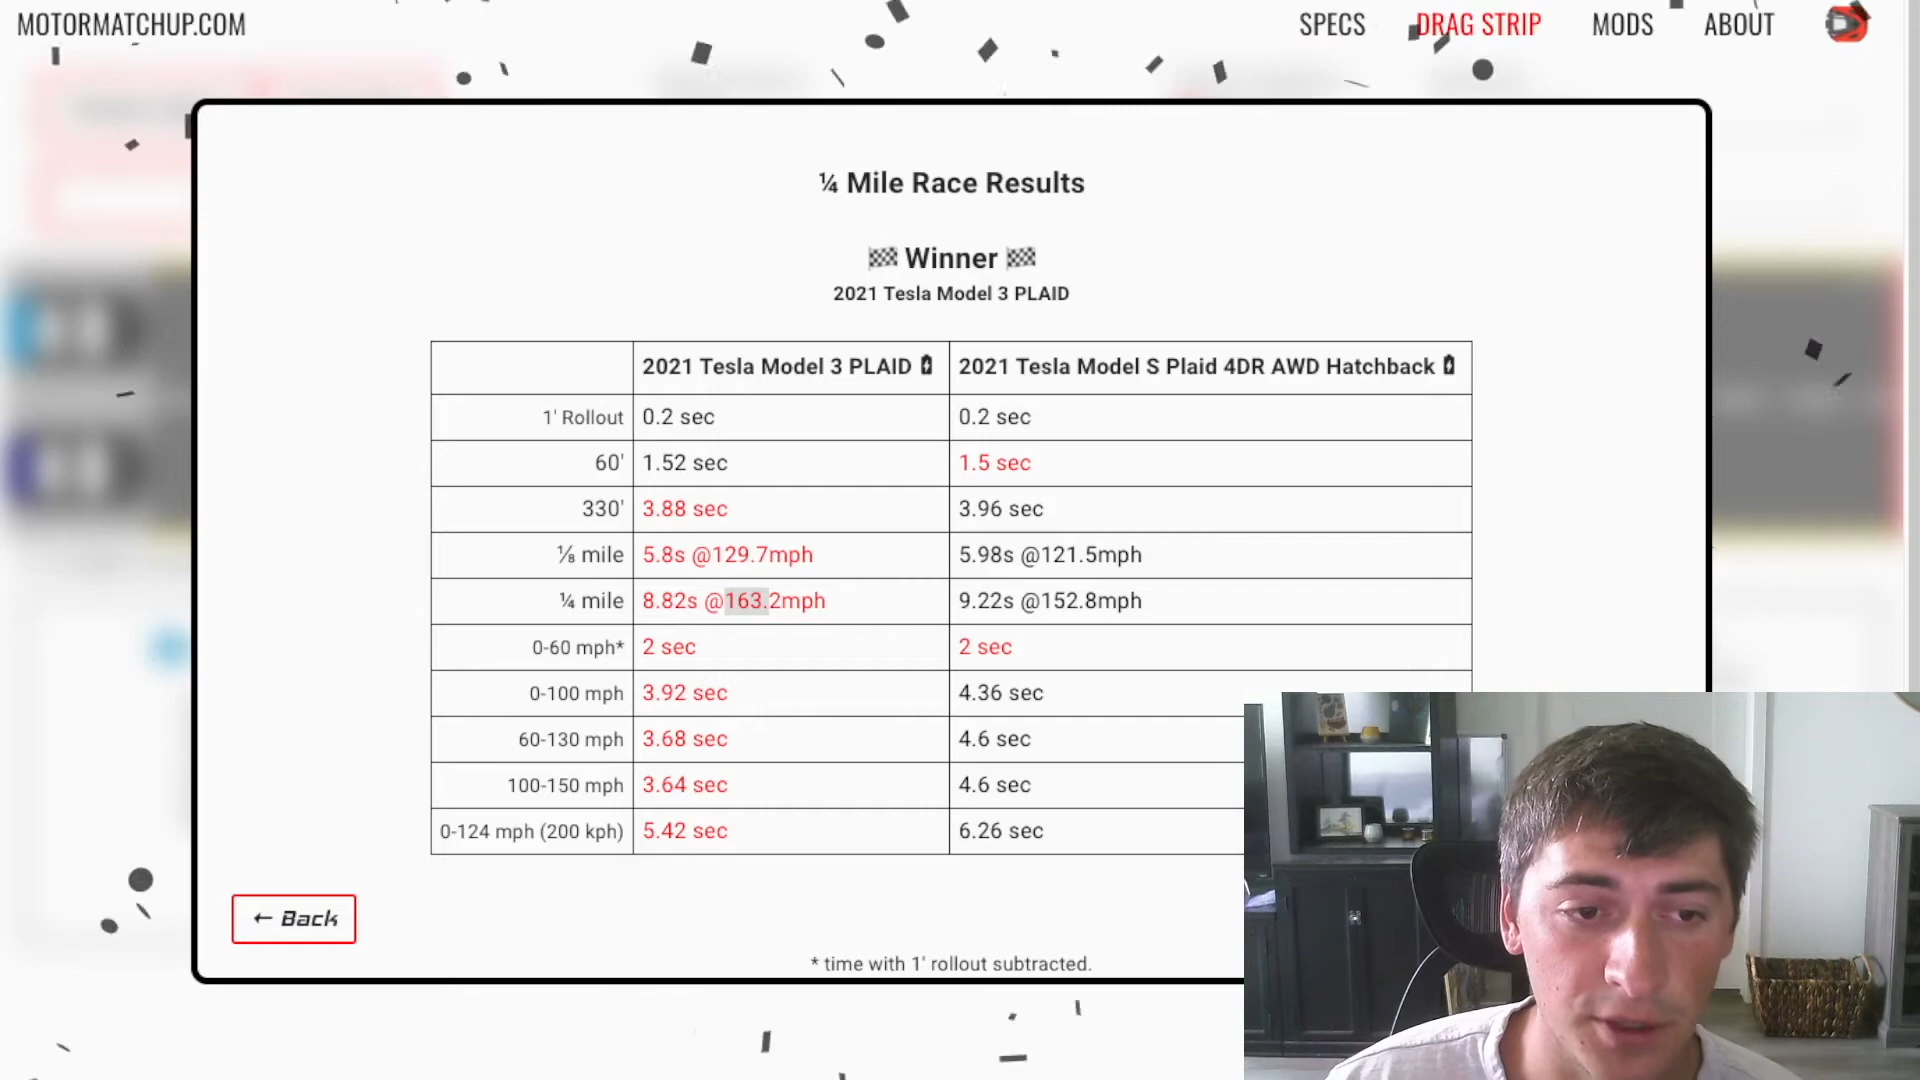 MOTORMATCHUP.COM
SPECS
DRAG STRIP
MODS
ABOUT
¼ Mile Race Results
🏁 Winner 🏁
2021 Tesla Model 3 PLAID
2021 Tesla Model 3 PLAID
2021 Tesla Model S Plaid 4DR AWD Hatchback
1' Rollout 0.2 sec 0.2 sec
60' 1.52 sec 1.5 sec
330' 3.88 sec 3.96 sec
⅛ mile 5.8s @129.7mph 5.98s @121.5mph
¼ mile 8.82s @163.2mph 9.22s @152.8mph
0-60 mph* 2 sec 2 sec
0-100 mph 3.92 sec 4.36 sec
60-130 mph 3.68 sec 4.6 sec
100-150 mph 3.64 sec 4.6 sec
0-124 mph (200 kph) 5.42 sec 6.26 sec
← Back
* time with 1' rollout subtracted.